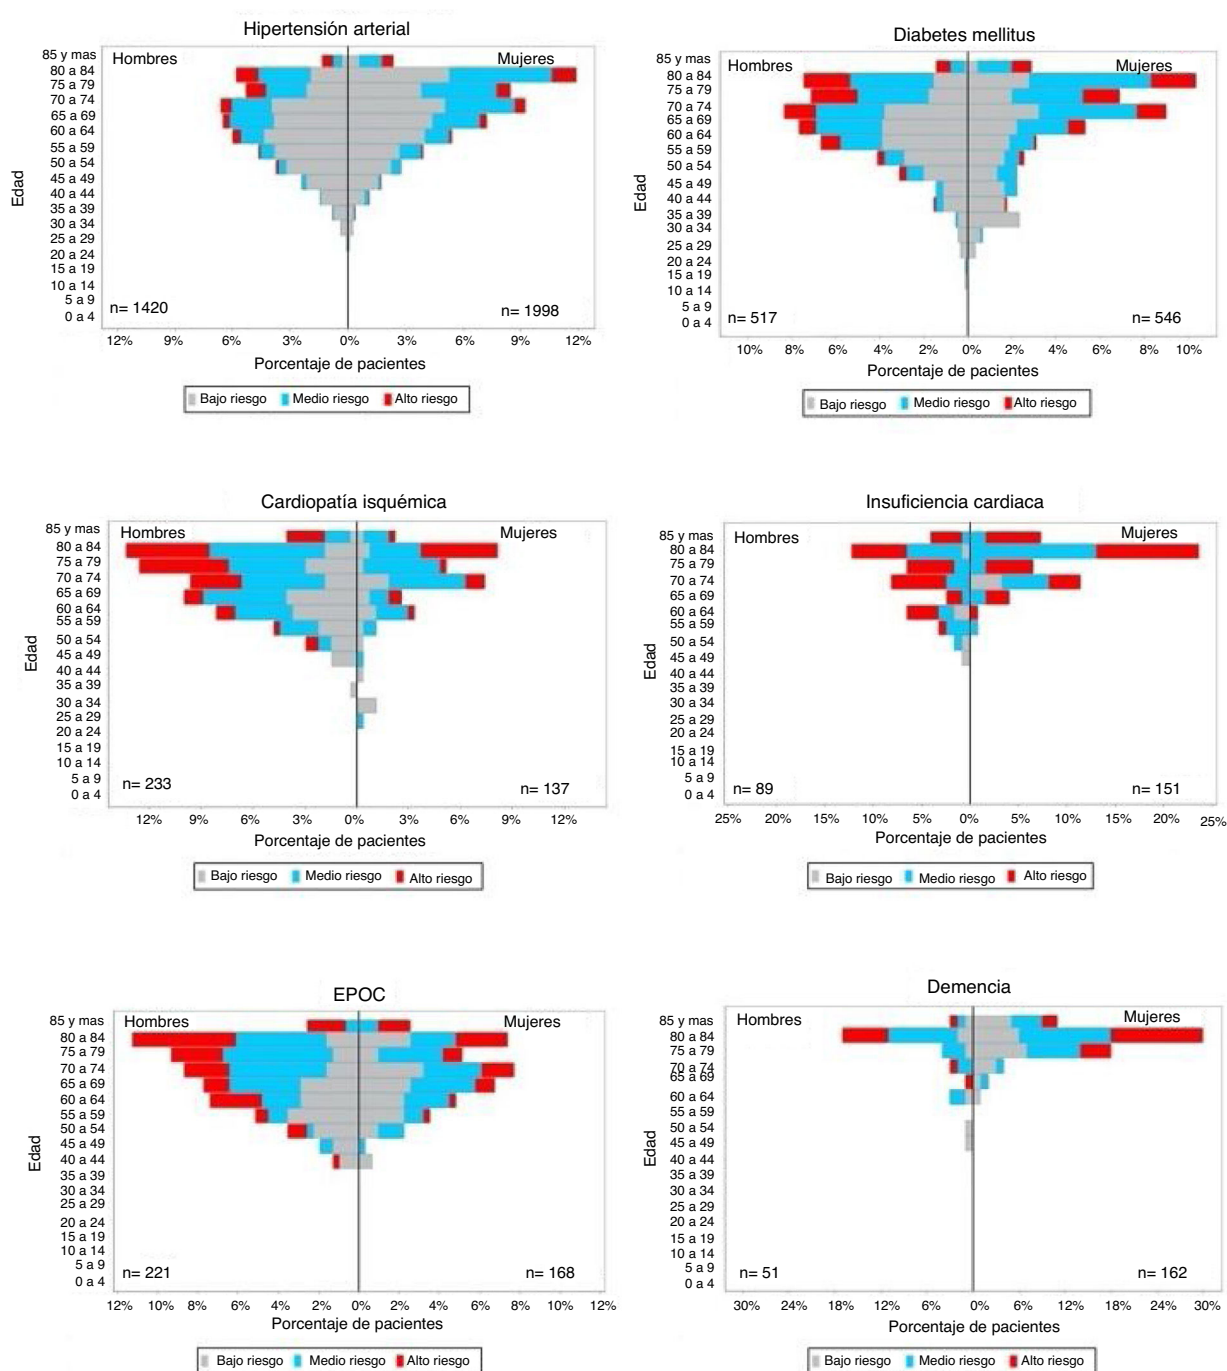 Hipertensión arterial
Hombres
Mujeres
85 y mas
80 a 84
75 a 79
70 a 74
65 a 69
60 a 64
55 a 59
50 a 54
45 a 49
40 a 44
35 a 39
30 a 34
25 a 29
20 a 24
15 a 19
10 a 14
5 a 9
0 a 4
Edad
n= 1420
n= 1998
12% 9% 6% 3% 0% 3% 6% 9% 12%
Porcentaje de pacientes
Bajo riesgo Medio riesgo Alto riesgo
Diabetes mellitus
Hombres
Mujeres
85 y mas
80 a 84
75 a 79
70 a 74
65 a 69
60 a 64
55 a 59
50 a 54
45 a 49
40 a 44
35 a 39
30 a 34
25 a 29
20 a 24
15 a 19
10 a 14
5 a 9
0 a 4
Edad
n= 517
n= 546
10% 8% 6% 4% 2% 0% 2% 4% 6% 8% 10%
Porcentaje de pacientes
Bajo riesgo Medio riesgo Alto riesgo
Cardiopatía isquémica
Hombres
Mujeres
85 y mas
80 a 84
75 a 79
70 a 74
65 a 69
60 a 64
55 a 59
50 a 54
45 a 49
40 a 44
35 a 39
30 a 34
25 a 29
20 a 24
15 a 19
10 a 14
5 a 9
0 a 4
Edad
n= 233
n= 137
12% 9% 6% 3% 0% 3% 6% 9% 12%
Porcentaje de pacientes
Bajo riesgo Medio riesgo Alto riesgo
Insuficiencia cardiaca
Hombres
Mujeres
85 y mas
80 a 84
75 a 79
70 a 74
65 a 69
60 a 64
55 a 59
50 a 54
45 a 49
40 a 44
35 a 39
30 a 34
25 a 29
20 a 24
15 a 19
10 a 14
5 a 9
0 a 4
Edad
n= 89
n= 151
25% 20% 15% 10% 5% 0% 5% 10% 15% 20% 25%
Porcentaje de pacientes
Bajo riesgo Medio riesgo Alto riesgo
EPOC
Hombres
Mujeres
85 y mas
80 a 84
75 a 79
70 a 74
65 a 69
60 a 64
55 a 59
50 a 54
45 a 49
40 a 44
35 a 39
30 a 34
25 a 29
20 a 24
15 a 19
10 a 14
5 a 9
0 a 4
Edad
n= 221
n= 168
12% 10% 8% 6% 4% 2% 0% 2% 4% 6% 8% 10% 12%
Porcentaje de pacientes
Bajo riesgo Medio riesgo Alto riesgo
Demencia
Hombres
Mujeres
85 y mas
80 a 84
75 a 79
70 a 74
65 a 69
60 a 64
55 a 59
50 a 54
45 a 49
40 a 44
35 a 39
30 a 34
25 a 29
20 a 24
15 a 19
10 a 14
5 a 9
0 a 4
Edad
n= 51
n= 162
30% 24% 18% 12% 6% 0% 6% 12% 18% 24% 30%
Porcentaje de pacientes
Bajo riesgo Medio riesgo Alto riesgo